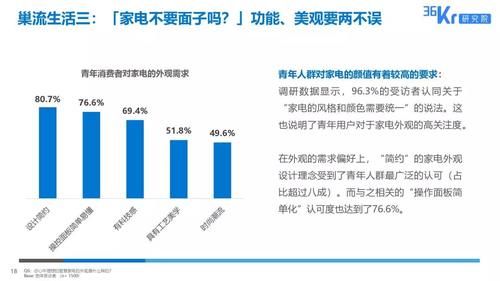 巢流生活三：「家电不要面子吗？」功能、美观要两不误
36Kr
研究院
青年消费者对家电的外观需求
80.7%
76.6%
69.4%
51.8%
49.6%
设计简约
操控面板简单易懂
有科技感
具有工艺美学
时尚潮流
青年人群对家电的颜值有着较高的要求：
调研数据显示，96.3%的受访者认同关于
“家电的风格和颜色需要统一”的说法。这
也说明了青年用户对于家电外观的高关注度。
在外观的需求偏好上，“简约”的家电外观
设计理念受到了青年人群最广泛的认可（占
比超过八成）。而与之相关的“操作面板简
单化”认可度也达到了76.6%。
18